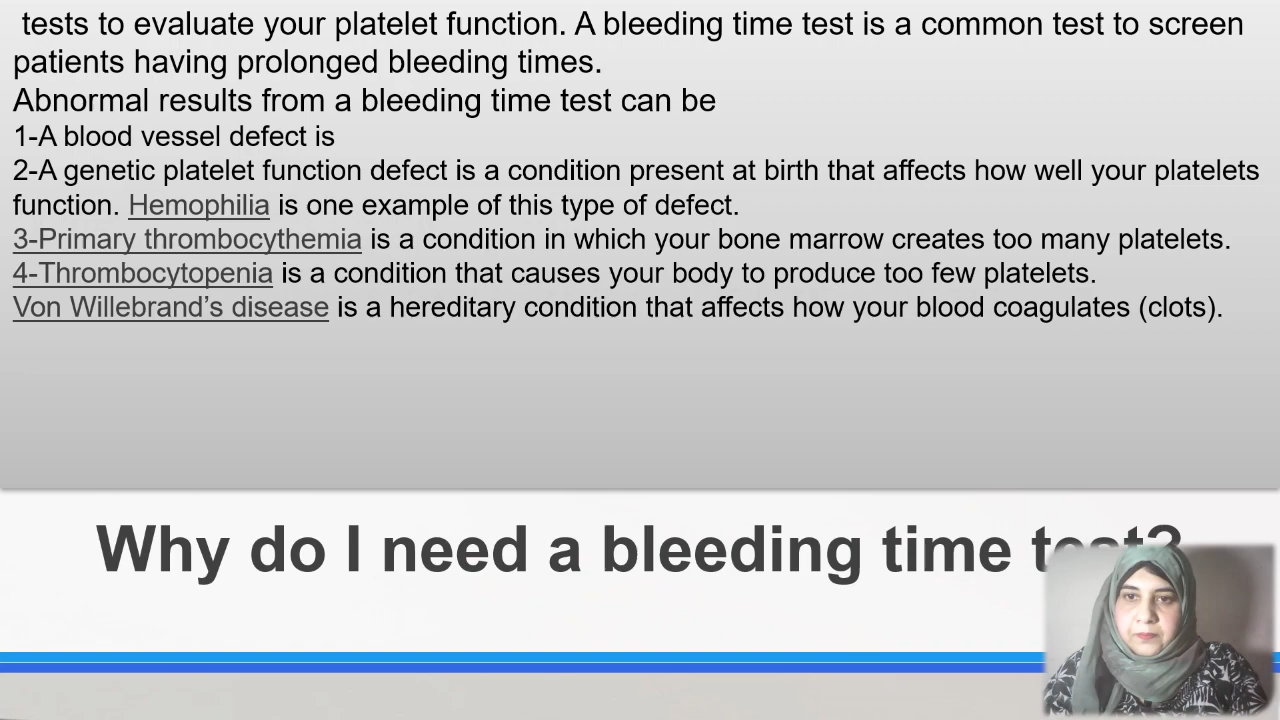 tests to evaluate your platelet function. A bleeding time test is a common test to screen
patients having prolonged bleeding times.
Abnormal results from a bleeding time test can be
1-A blood vessel defect is
2-A genetic platelet function defect is a condition present at birth that affects how well your platelets
function. Hemophilia is one example of this type of defect.
3-Primary thrombocythemia is a condition in which your bone marrow creates too many platelets.
4-Thrombocytopenia is a condition that causes your body to produce too few platelets.
Von Willebrand’s disease is a hereditary condition that affects how your blood coagulates (clots).
Why do I need a bleeding time test?